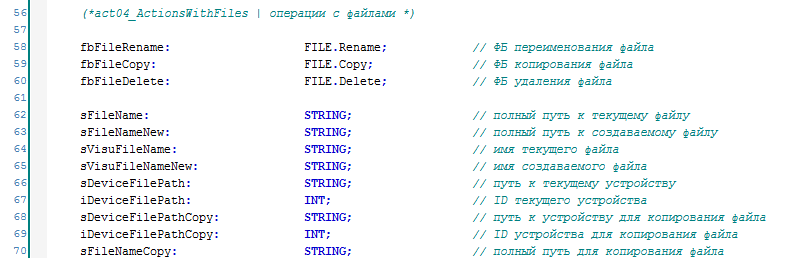 56 (*act04_ActionsWithFiles | операции с файлами *)
57
58 fbFileRename: FILE.Rename; // ФБ переименования файла
59 fbFileCopy: FILE.Copy; // ФБ копирования файла
60 fbFileDelete: FILE.Delete; // ФБ удаления файла
61
62 sFileName: STRING; // полный путь к текущему файлу
63 sFileNameNew: STRING; // полный путь к создаваемому файлу
64 sVisuFileName: STRING; // имя текущего файла
65 sVisuFileNameNew: STRING; // имя создаваемого файла
66 sDeviceFilePath: STRING; // путь к текущему устройству
67 iDeviceFilePath: INT; // ID текущего устройства
68 sDeviceFilePathCopy: STRING; // путь к устройству для копирования файла
69 iDeviceFilePathCopy: INT; // ID устройства для копирования файла
70 sFileNameCopy: STRING; // полный путь для копирования файла